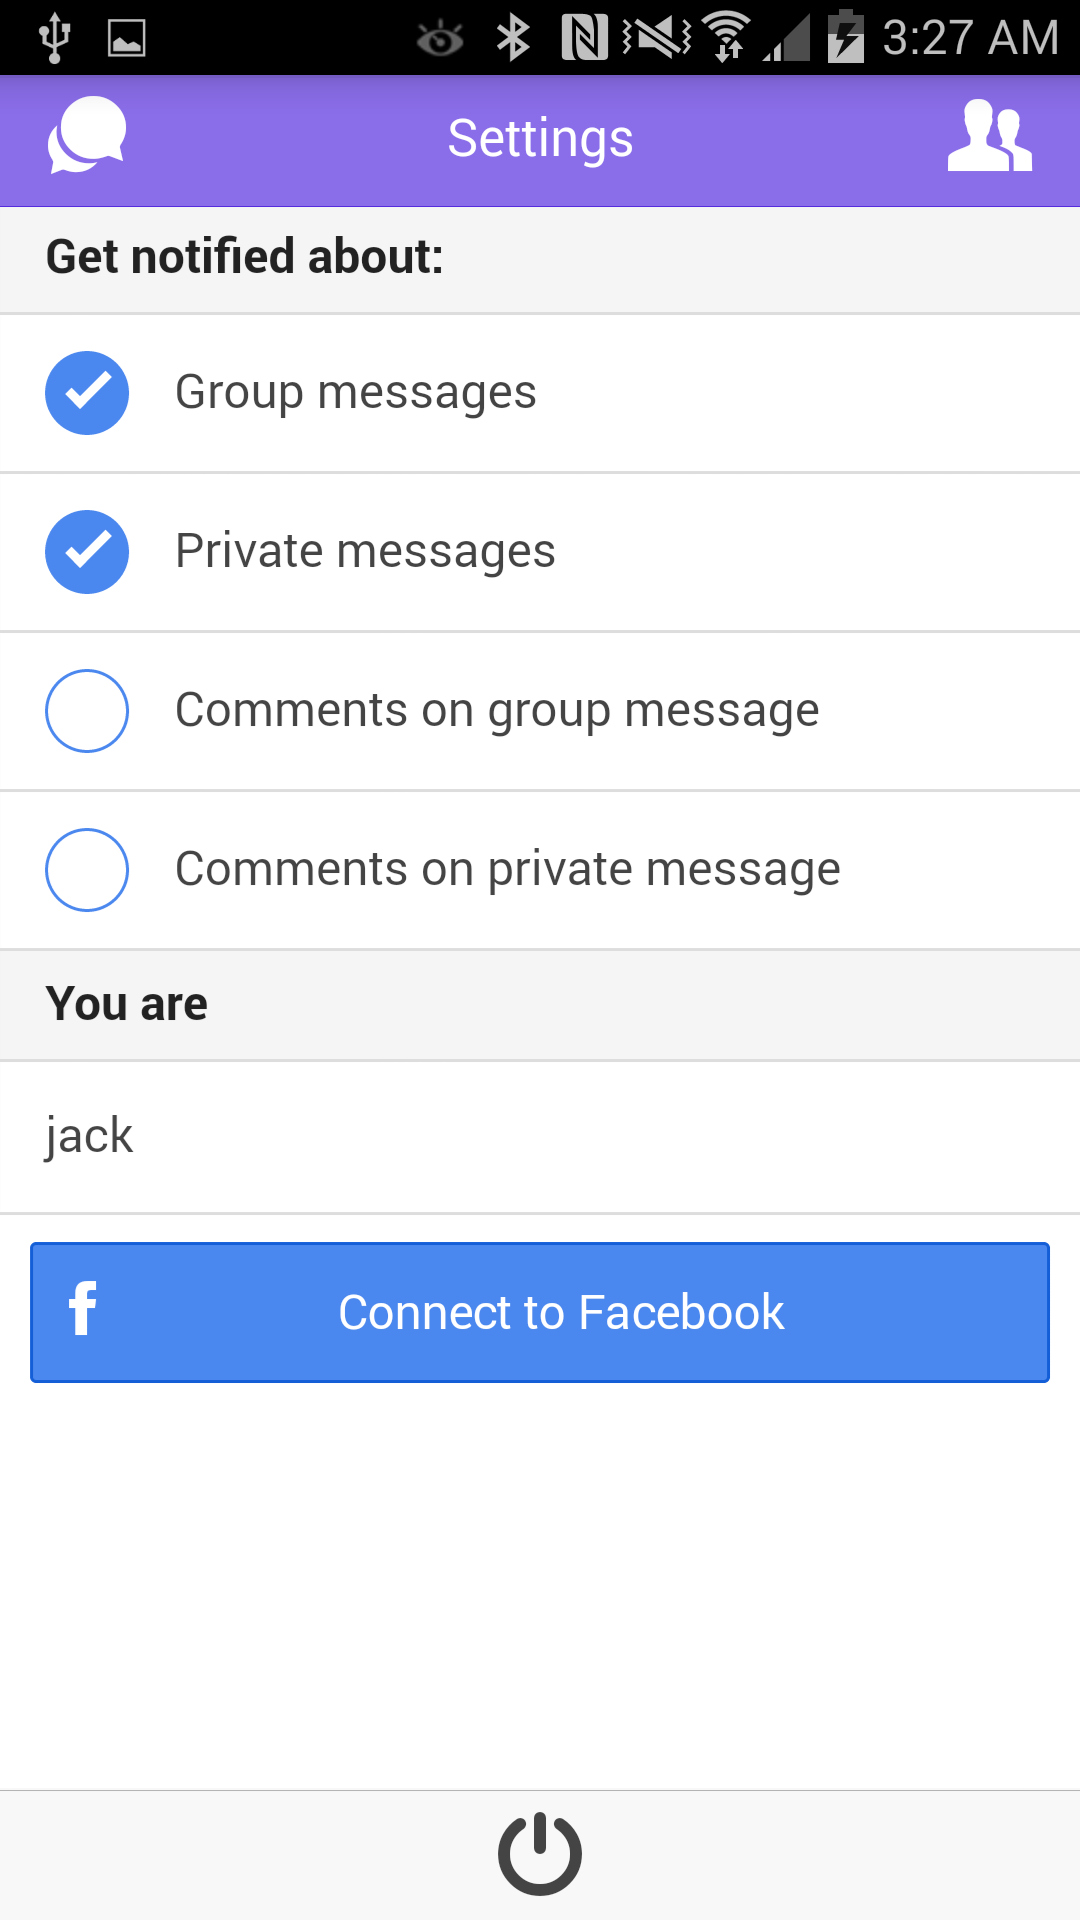 3:27 AM
Settings
Get notified about:
Group messages
Private messages
Comments on group message
Comments on private message
You are
jack
Connect to Facebook